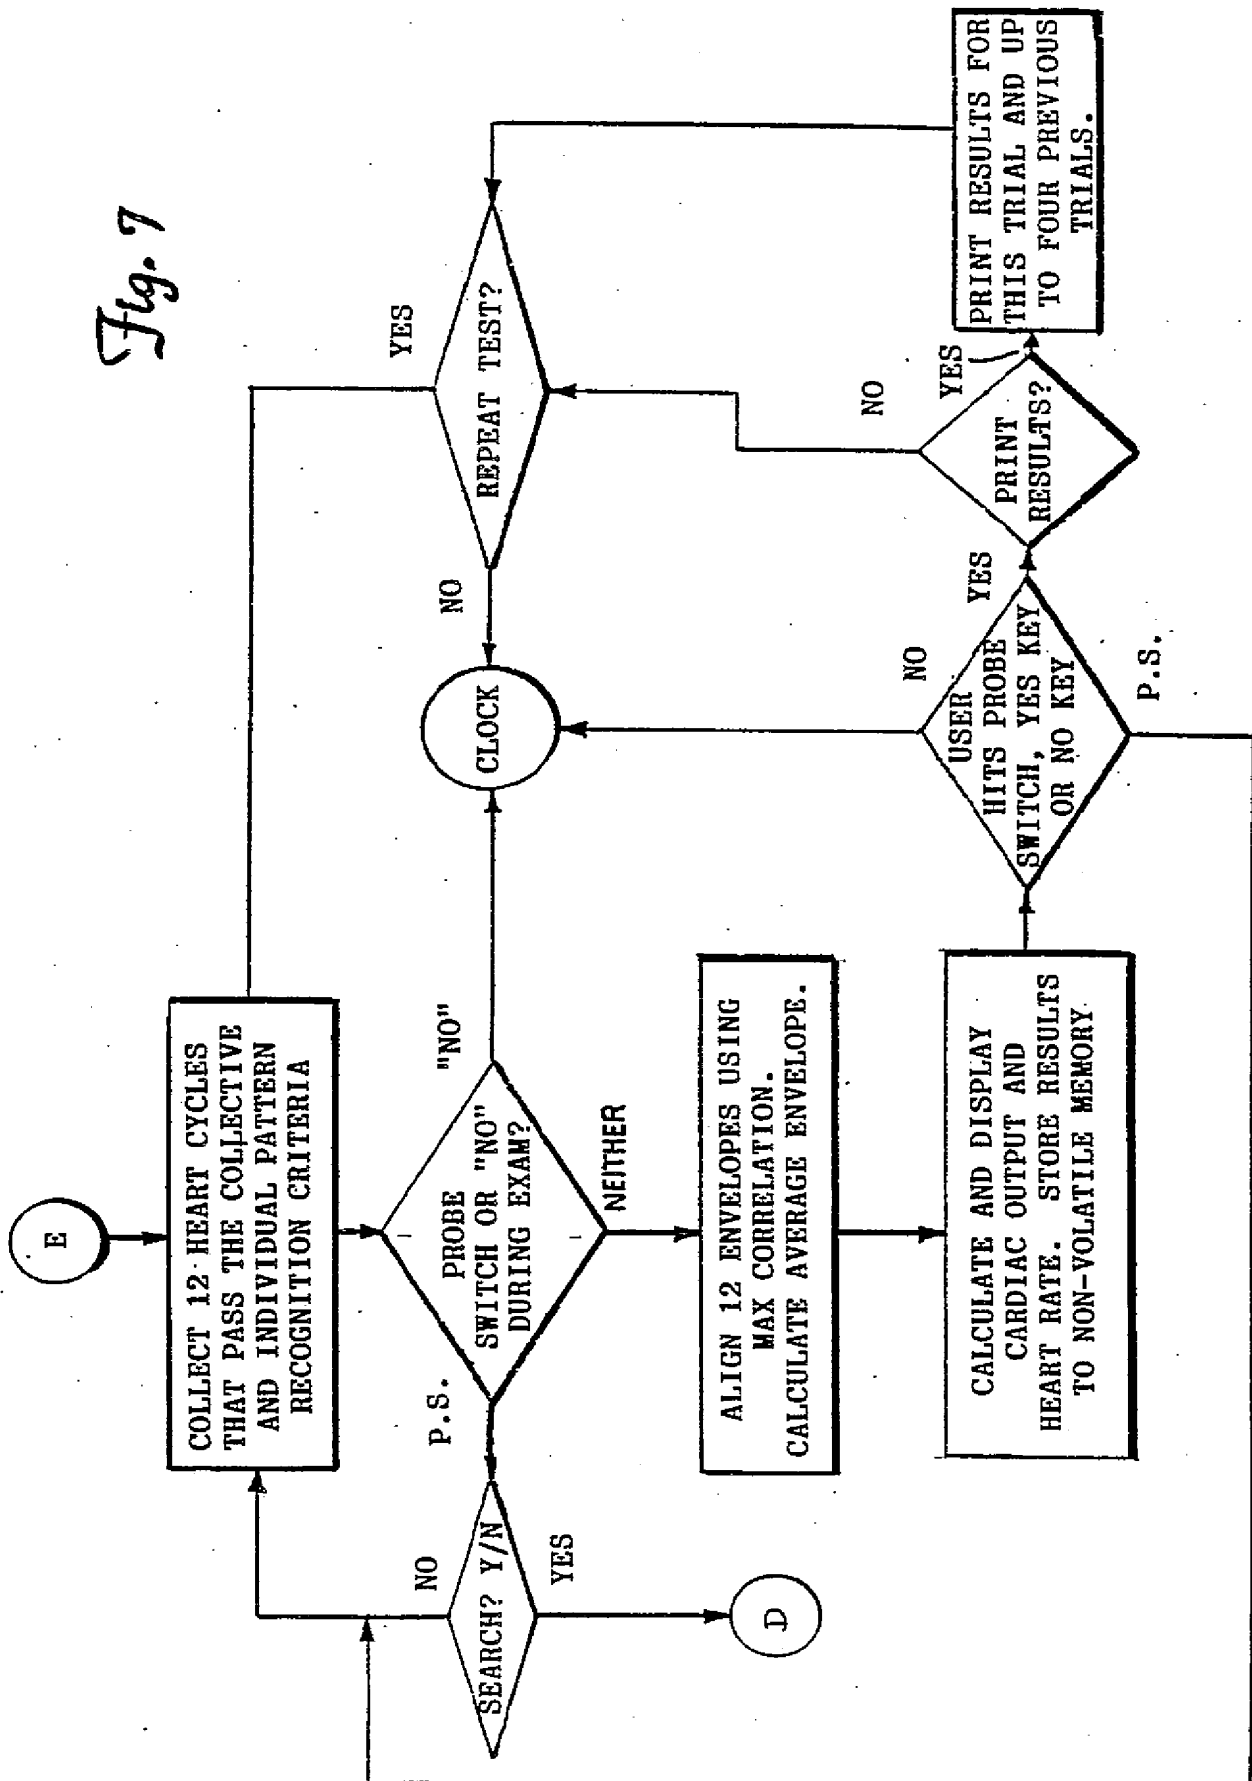 Fig. 7
E
COLLECT 12 HEART CYCLES
THAT PASS THE COLLECTIVE
AND INDIVIDUAL PATTERN
RECOGNITION CRITERIA
PROBE
SWITCH OR "NO"
DURING EXAM?
P.S.
"NO"
NEITHER
SEARCH? Y/N
NO
YES
D
CLOCK
NO
REPEAT TEST?
YES
ALIGN 12 ENVELOPES USING
MAX CORRELATION.
CALCULATE AVERAGE ENVELOPE.
CALCULATE AND DISPLAY
CARDIAC OUTPUT AND
HEART RATE. STORE RESULTS
TO NON-VOLATILE MEMORY
USER
HITS PROBE
SWITCH, YES KEY
OR NO KEY
NO
YES
P.S.
PRINT
RESULTS?
NO
YES
PRINT RESULTS FOR
THIS TRIAL AND UP
TO FOUR PREVIOUS
TRIALS.